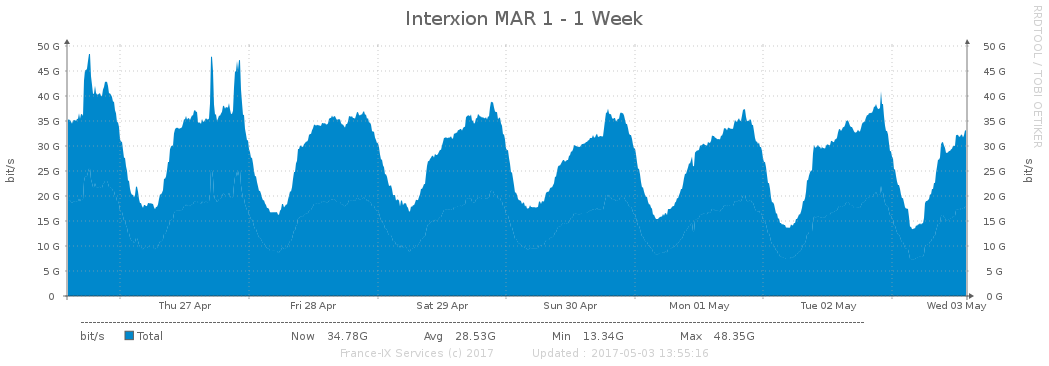 Interxion MAR 1 - 1 Week
RRDTOOL / TOBI OETIKER
50 G 50 G
45 G 45 G
40 G 40 G
35 G 35 G
30 G 30 G
25 G 25 G
20 G 20 G
15 G 15 G
10 G 10 G
5 G 5 G
0 0 G
bit/s bit/s
Thu 27 Apr Fri 28 Apr Sat 29 Apr Sun 30 Apr Mon 01 May Tue 02 May Wed 03 May
bit/s Total Now 34.78G Avg 28.53G Min 13.34G Max 48.35G
France-IX Services (c) 2017 Updated : 2017-05-03 13:55:16